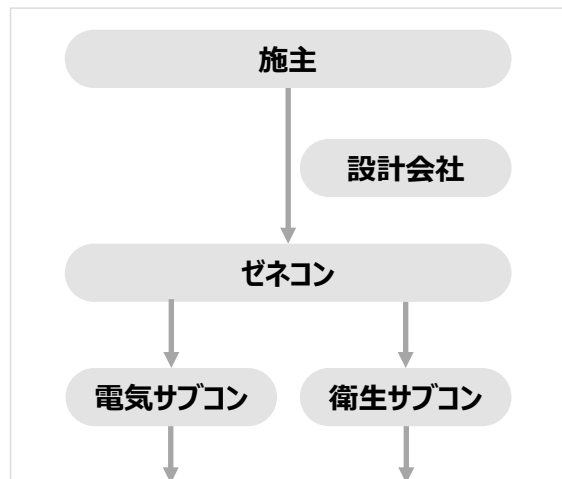 施主
設計会社
ゼネコン
電気サブコン
衛生サブコン